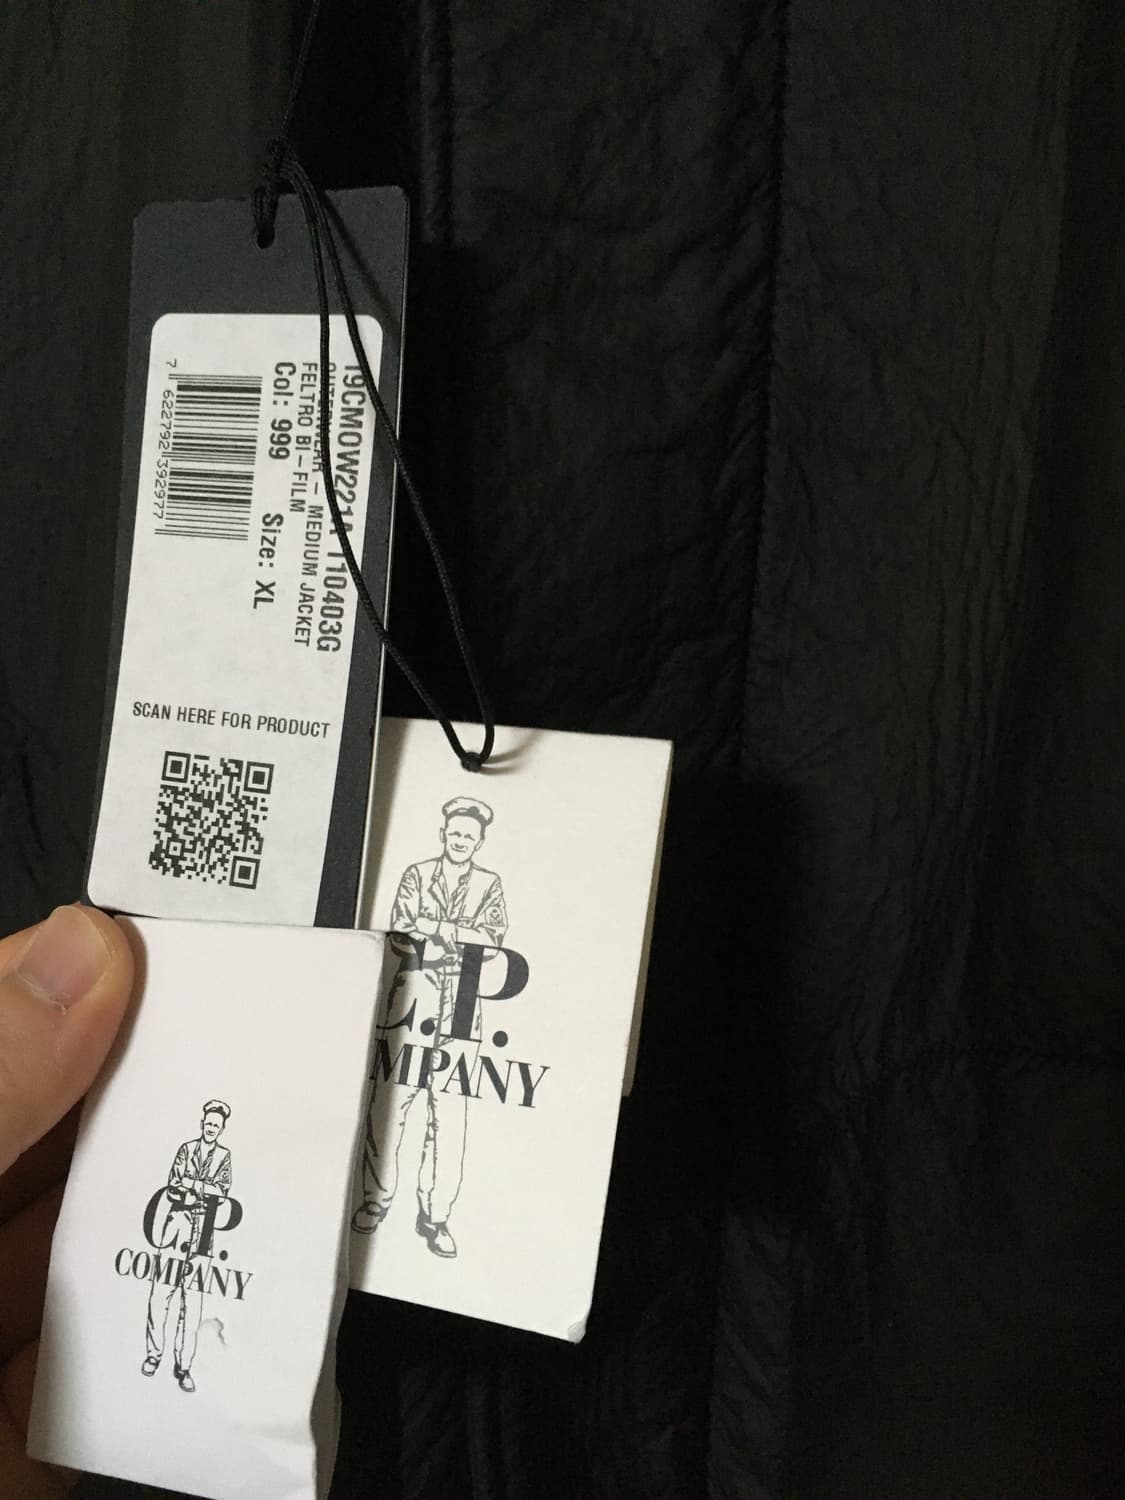 19CMOW221A 110403G
OUTERWEAR – MEDIUM JACKET
FELTRO BI–FILM
Col: 999 Size: XL
7 622792 392977
SCAN HERE FOR PRODUCT
C.P.
MPANY
C.P.
COMPANY